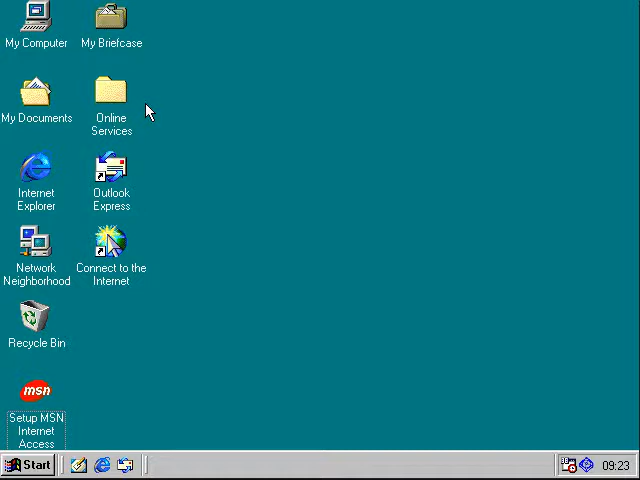 My Computer
My Briefcase
My Documents
Online
Services
Internet
Explorer
Outlook
Express
Network
Neighborhood
Connect to the
Internet
Recycle Bin
msn
Setup MSN
Internet
Access
Start
09:23